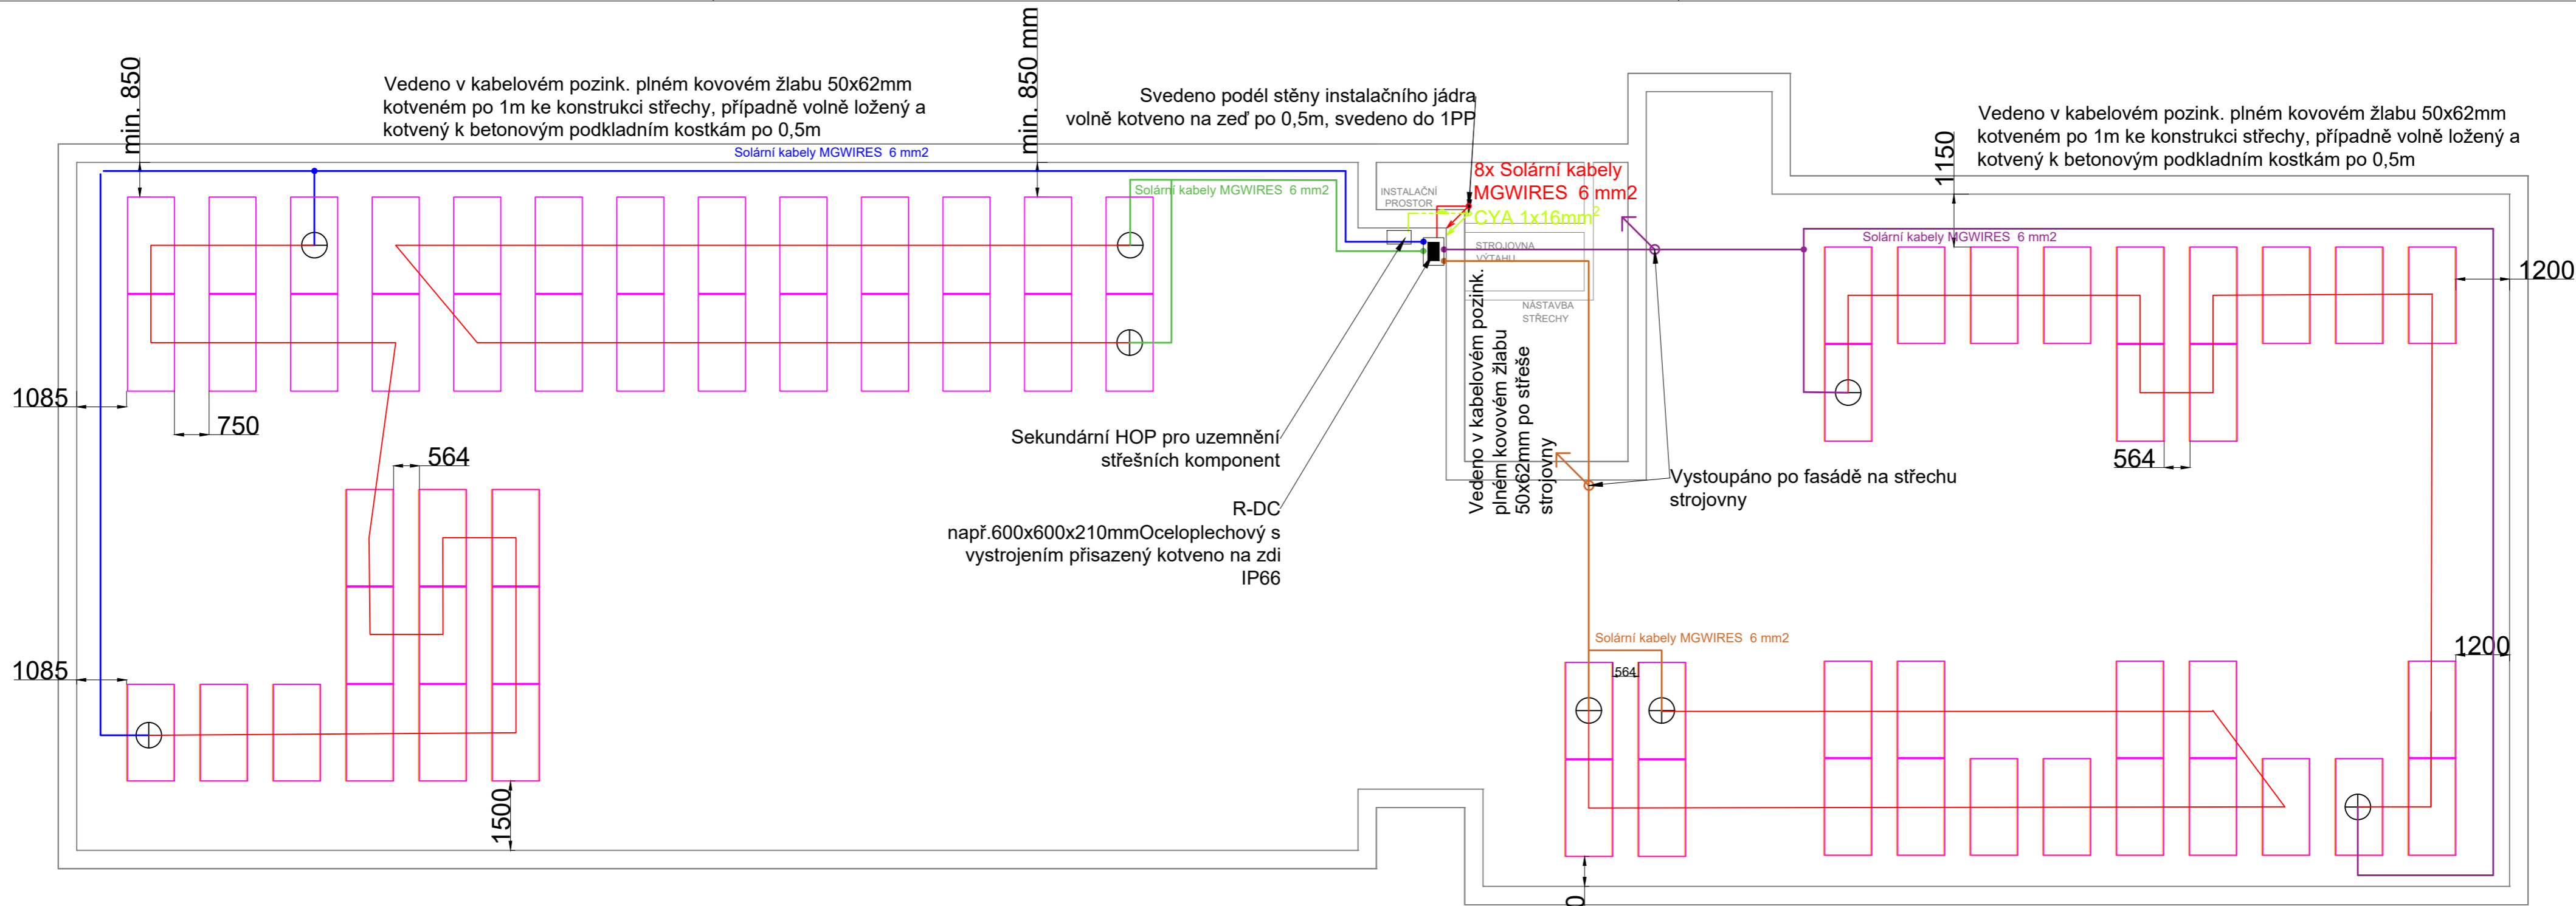 min. 850
Vedeno v kabelovém pozink. plném kovovém žlabu 50x62mm
kotveném po 1m ke konstrukci střechy, případně volně ložený a
kotvený k betonovým podkladním kostkám po 0,5m
Solární kabely MGWIRES  6 mm2
min. 850 mm
Svedeno podél stěny instalačního jádra
volně kotveno na zeď po 0,5m, svedeno do 1PP
Vedeno v kabelovém pozink. plném kovovém žlabu 50x62mm
kotveném po 1m ke konstrukci střechy, případně volně ložený a
kotvený k betonovým podkladním kostkám po 0,5m
1150
Solární kabely MGWIRES  6 mm2
INSTALAČNÍ
PROSTOR
8x Solární kabely
MGWIRES  6 mm2
CYA 1x16mm2
STROJOVNA
VÝTAHU
NÁSTAVBA
STŘECHY
Solární kabely MGWIRES  6 mm2
1200
1085
750
564
Sekundární HOP pro uzemnění
střešních komponent
R-DC
např.600x600x210mmOceloplechový s
vystrojením přisazený kotveno na zdi
IP66
Vedeno v kabelovém pozink.
plném kovovém žlabu
50x62mm po střeše
strojovny
Vystoupáno po fasádě na střechu
strojovny
564
1085
1500
Solární kabely MGWIRES  6 mm2
564
1200
0